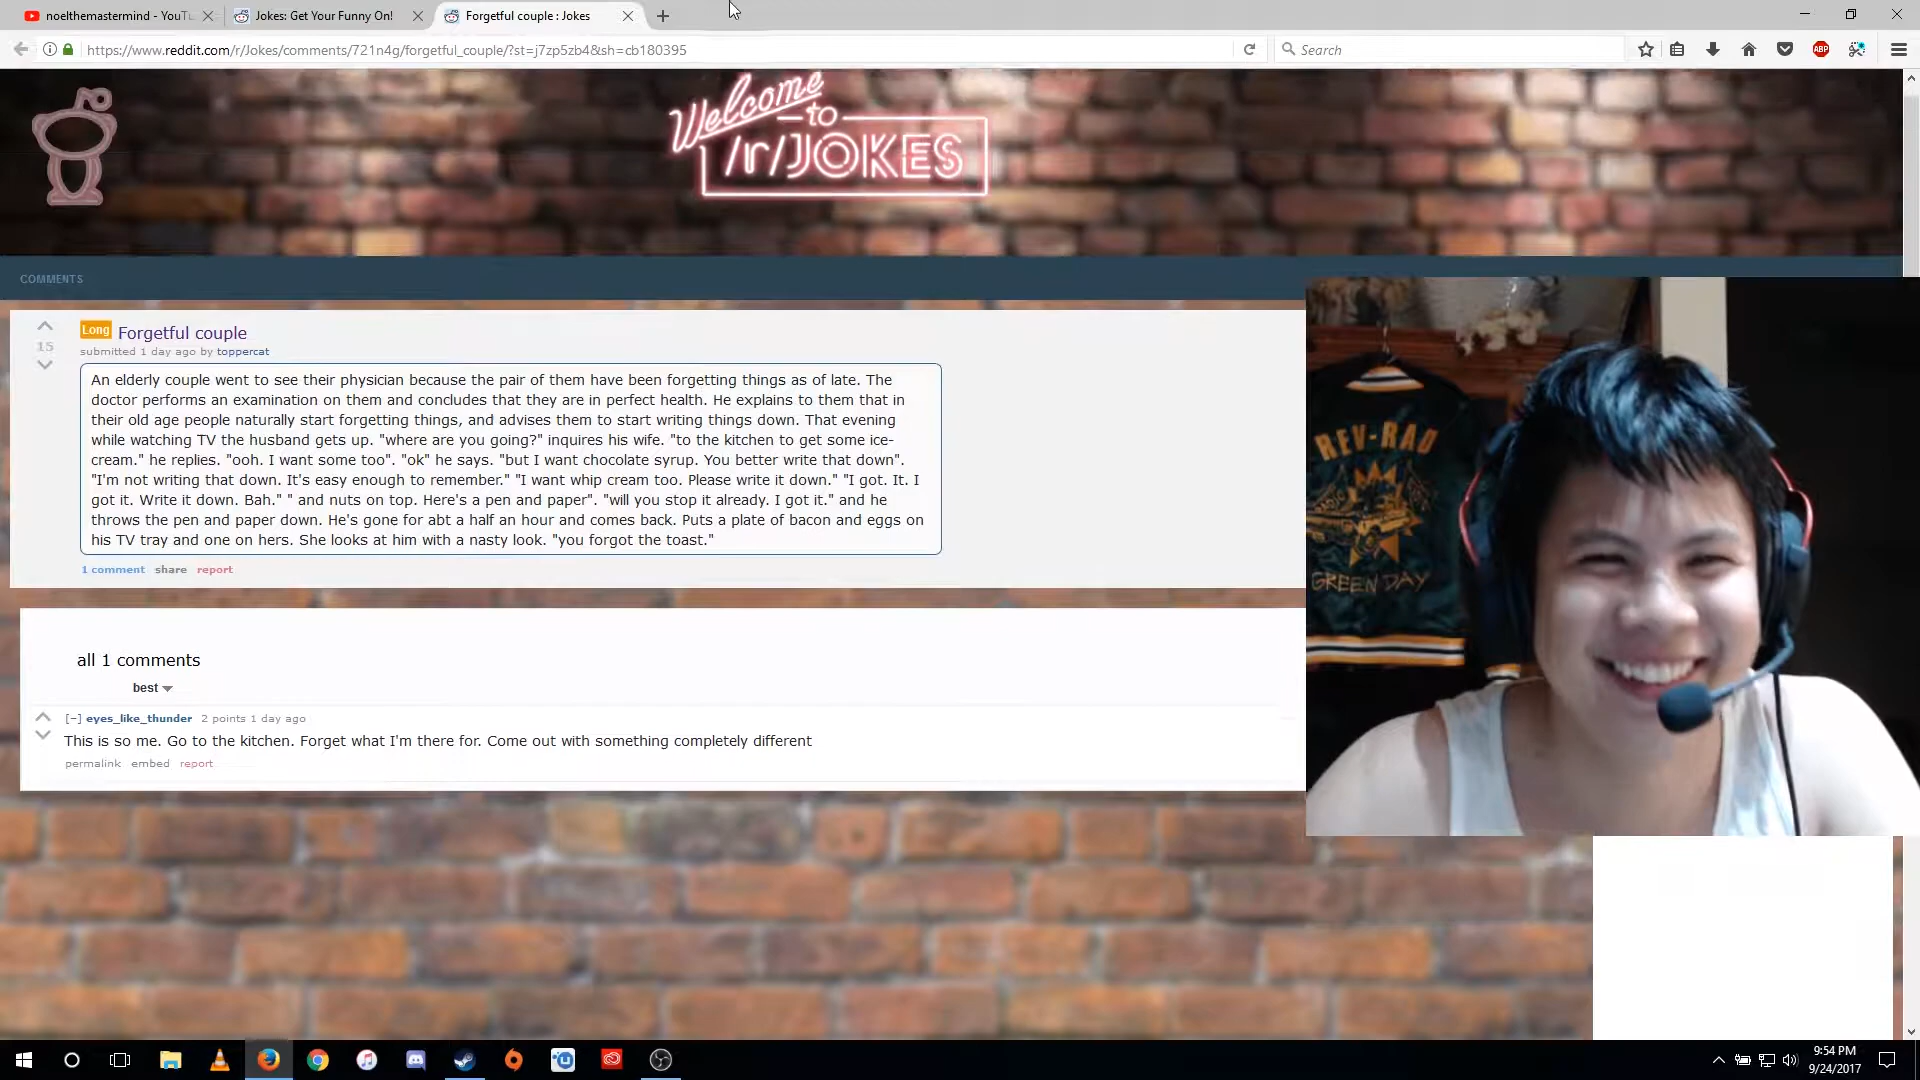 noelthemastermind - YouTu
Jokes: Get Your Funny On!
Forgetful couple : Jokes
https://www.reddit.com/r/Jokes/comments/721n4g/forgetful_couple/?st=j7zp5zb4&sh=cb180395
Search
ABP
Welcome
to
/r/JOKES
COMMENTS
Long Forgetful couple
15
submitted 1 day ago by toppercat
An elderly couple went to see their physician because the pair of them have been forgetting things as of late. The
doctor performs an examination on them and concludes that they are in perfect health. He explains to them that in
their old age people naturally start forgetting things, and advises them to start writing things down. That evening
while watching TV the husband gets up. "where are you going?" inquires his wife. "to the kitchen to get some ice-
cream." he replies. "ooh. I want some too". "ok" he says. "but I want chocolate syrup. You better write that down".
"I'm not writing that down. It's easy enough to remember." "I want whip cream too. Please write it down." "I got. It. I
got it. Write it down. Bah." " and nuts on top. Here's a pen and paper". "will you stop it already. I got it." and he
throws the pen and paper down. He's gone for abt a half an hour and comes back. Puts a plate of bacon and eggs on
his TV tray and one on hers. She looks at him with a nasty look. "you forgot the toast."
1 comment share report
all 1 comments
best
[–] eyes_like_thunder 2 points 1 day ago
This is so me. Go to the kitchen. Forget what I'm there for. Come out with something completely different
permalink embed report
REV-RAD
GREEN DAY
9:54 PM
9/24/2017